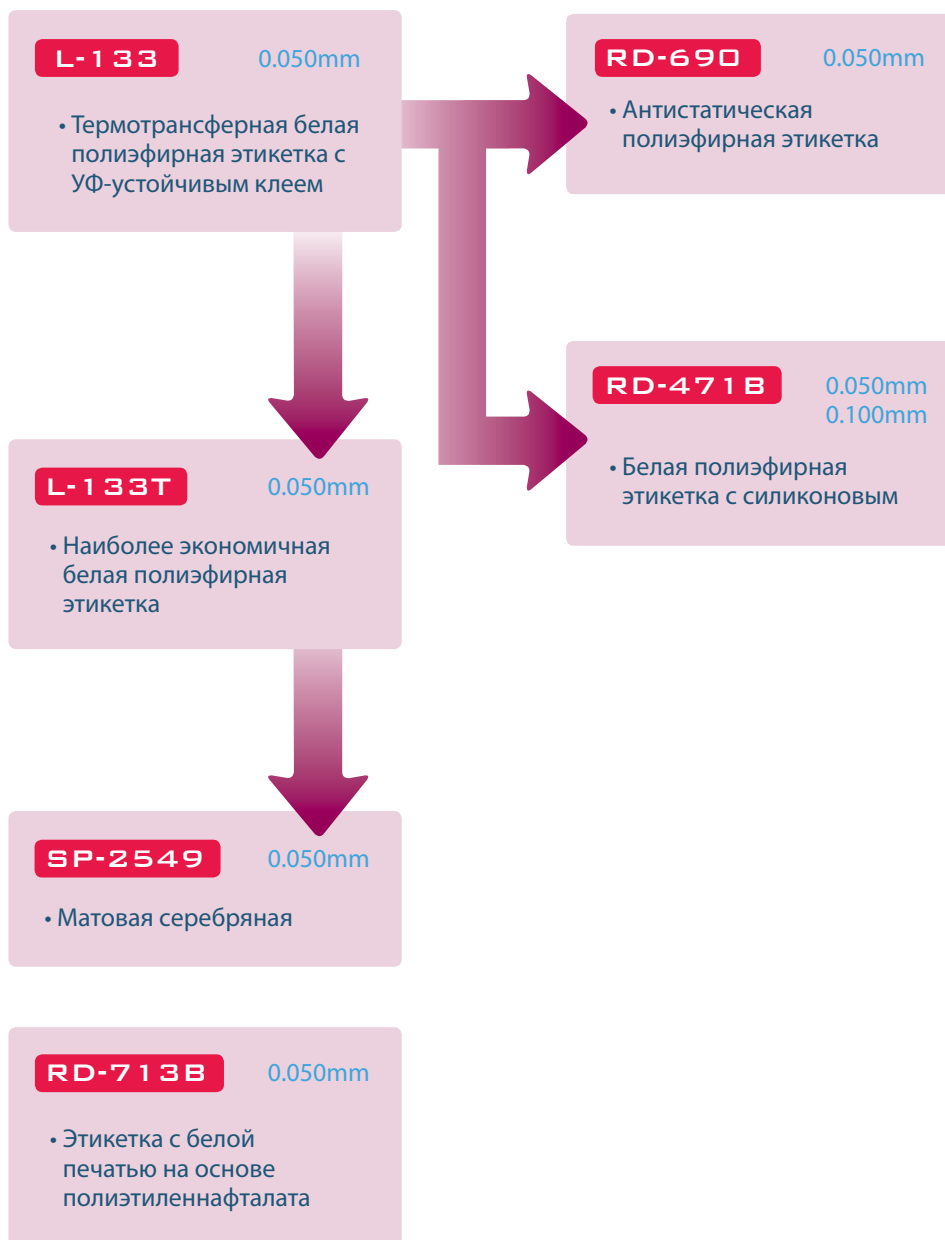 L-133 0.050mm
• Термотрансферная белая
полиэфирная этикетка с
УФ-устойчивым клеем
RD-690 0.050mm
• Антистатическая
полиэфирная этикетка
RD-471B 0.050mm
0.100mm
• Белая полиэфирная
этикетка с силиконовым
L-133T 0.050mm
• Наиболее экономичная
белая полиэфирная
этикетка
SP-2549 0.050mm
• Матовая серебряная
RD-713B 0.050mm
• Этикетка с белой
печатью на основе
полиэтиленнафталата